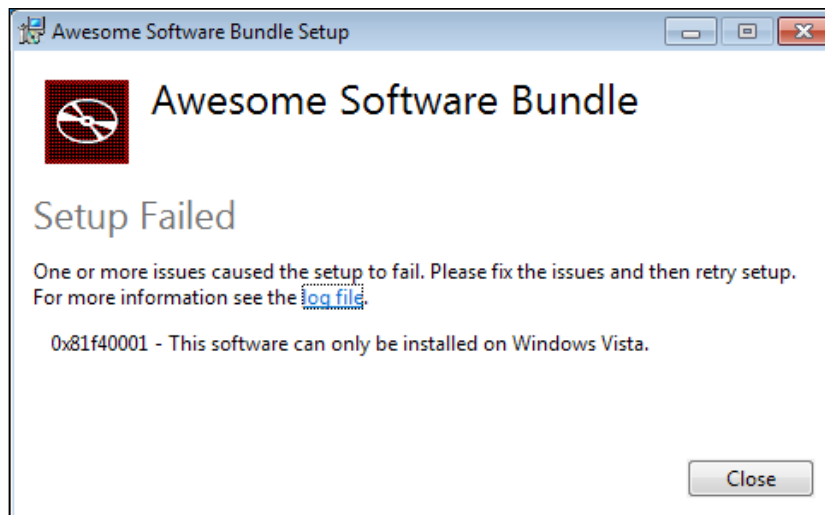 Awesome Software Bundle Setup
Awesome Software Bundle
Setup Failed
One or more issues caused the setup to fail. Please fix the issues and then retry setup.
For more information see the log file.
0x81f40001 - This software can only be installed on Windows Vista.
Close